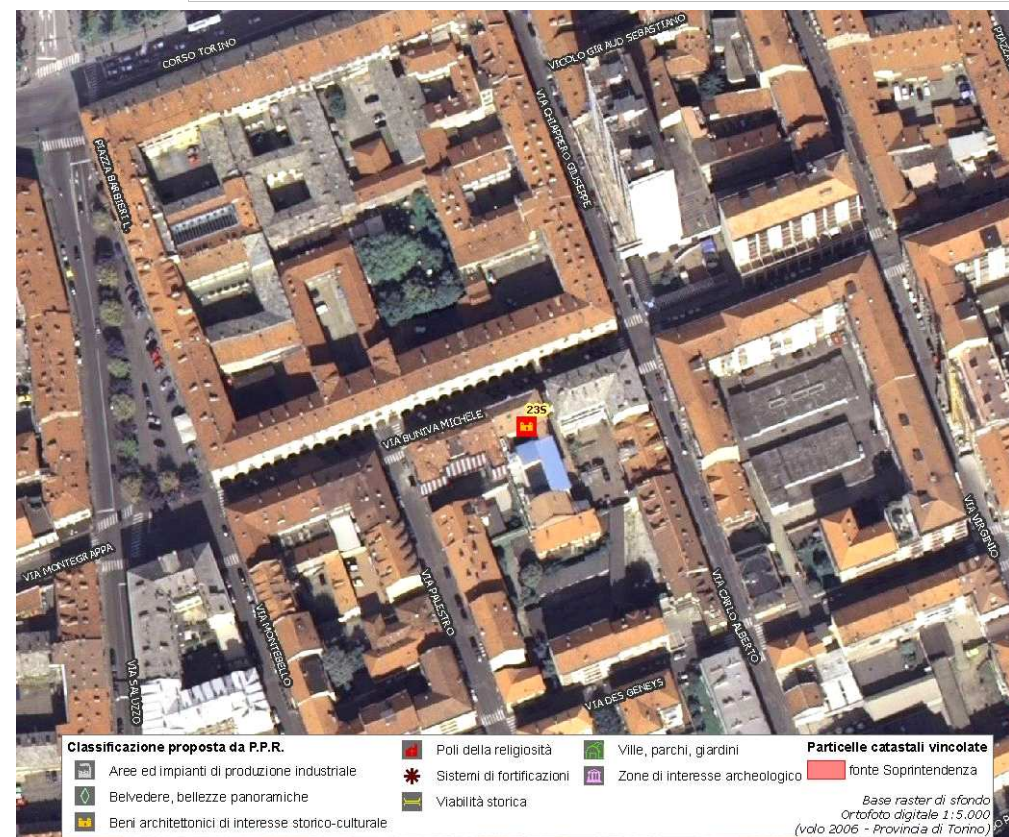 CORSO TORINO
VICOLO GIRAUD SEBASTIANO
PIAZZA
VIA CHIAPPERO GIUSEPPE
PIAZZA BARBIERI L.
235
VIA BUNIVA MICHELE
VIA MONTEGRAPPA
VIA VIRGINIO
VIA PALESTRO
VIA CARLO ALBERTO
VIA MONTEBELLO
VIA SALUZZO
VIA DES GENEYS
Classificazione proposta da P.P.R.
Aree ed impianti di produzione industriale
Belvedere, bellezze panoramiche
Beni architettonici di interesse storico-culturale
Poli della religiosità
Sistemi di fortificazioni
Viabilità storica
Ville, parchi, giardini
Zone di interesse archeologico
Particelle catastali vincolate
fonte Soprintendenza
Base raster di sfondo
Ortofoto digitale 1:5.000
(volo 2006 - Provincia di Torino)